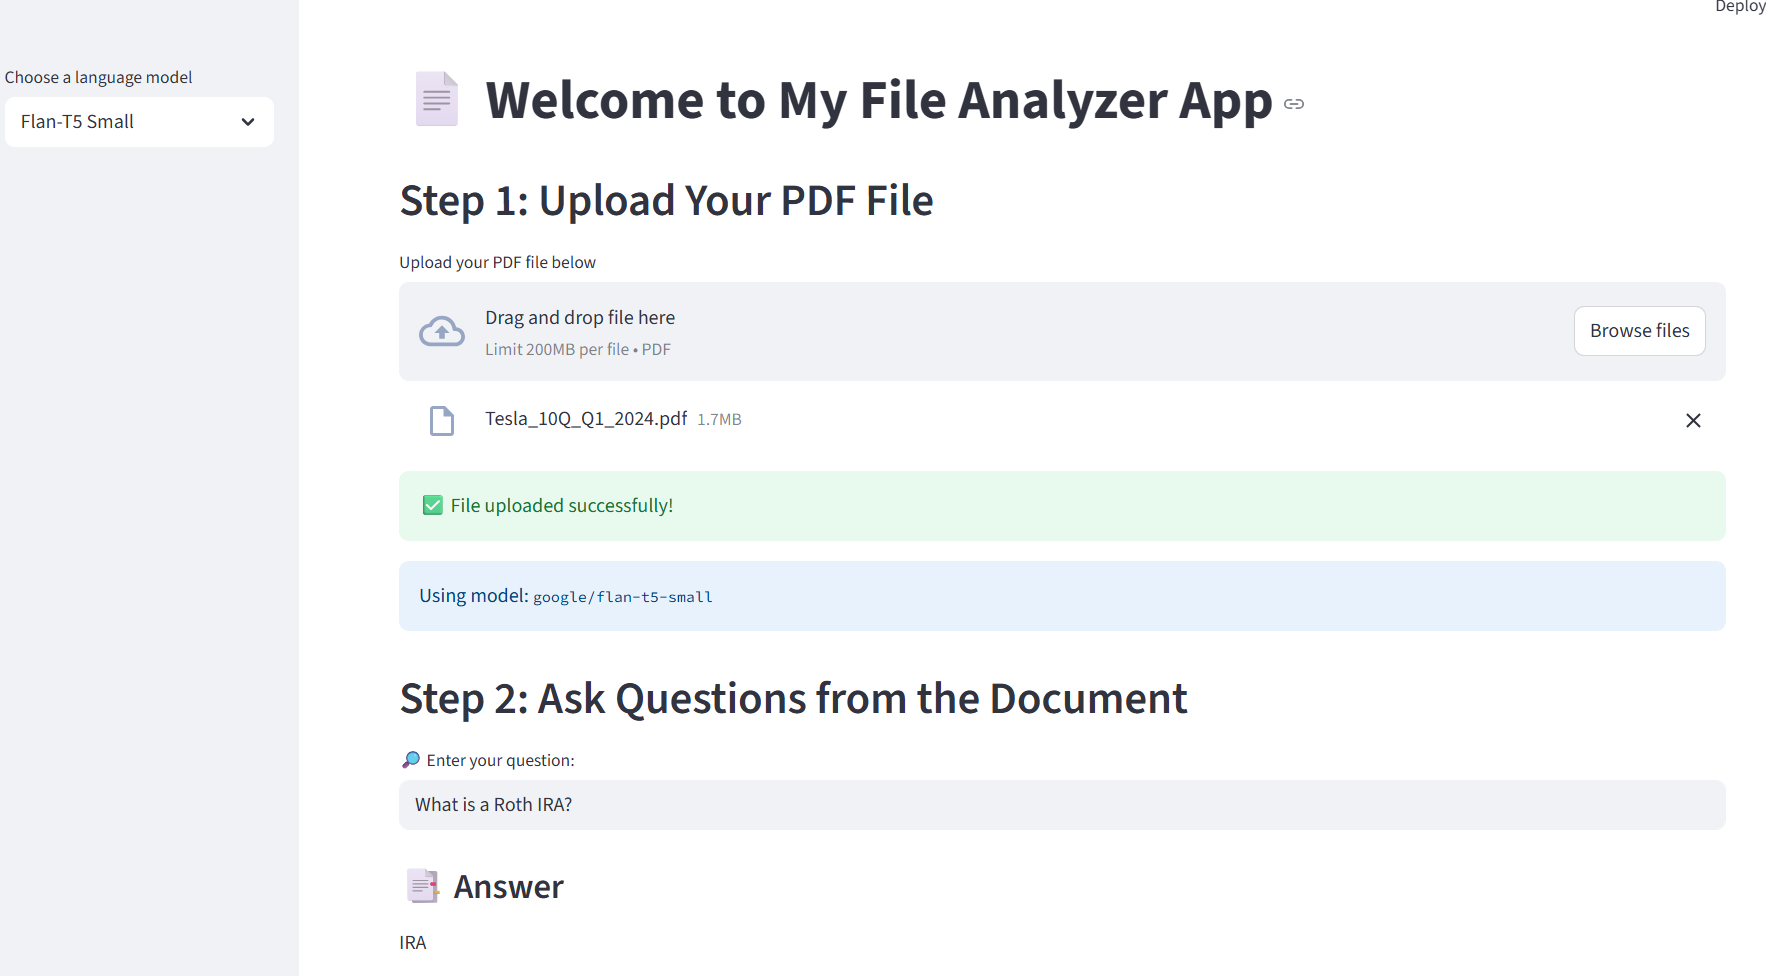 Deploy
Choose a language model
Flan-T5 Small
Welcome to My File Analyzer App
Step 1: Upload Your PDF File
Upload your PDF file below
Drag and drop file here
Limit 200MB per file • PDF
Browse files
Tesla_10Q_Q1_2024.pdf 1.7MB
File uploaded successfully!
Using model: google/flan-t5-small
Step 2: Ask Questions from the Document
Enter your question:
What is a Roth IRA?
Answer
IRA